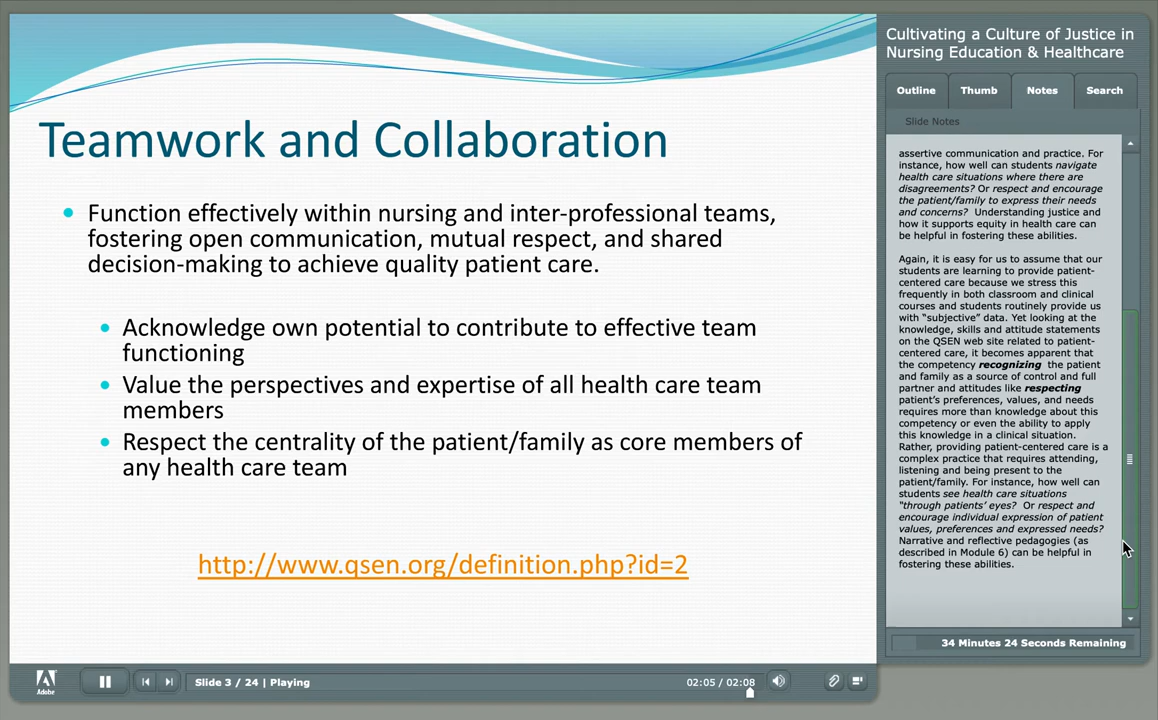 Teamwork and Collaboration
Function effectively within nursing and inter-professional teams,
fostering open communication, mutual respect, and shared
decision-making to achieve quality patient care.
Acknowledge own potential to contribute to effective team
functioning
Value the perspectives and expertise of all health care team
members
Respect the centrality of the patient/family as core members of
any health care team
http://www.qsen.org/definition.php?id=2
Adobe
Slide 3 / 24 | Playing
02:05 / 02:08
Cultivating a Culture of Justice in
Nursing Education & Healthcare
Outline
Thumb
Notes
Search
Slide Notes
assertive communication and practice. For
instance, how well can students navigate
health care situations where there are
disagreements? Or respect and encourage
the patient/family to express their needs
and concerns? Understanding justice and
how it supports equity in health care can
be helpful in fostering these abilities.
Again, it is easy for us to assume that our
students are learning to provide patient-
centered care because we stress this
frequently in both classroom and clinical
courses and students routinely provide us
with “subjective” data. Yet looking at the
knowledge, skills and attitude statements
on the QSEN web site related to patient-
centered care, it becomes apparent that
the competency recognizing the patient
and family as a source of control and full
partner and attitudes like respecting
patient’s preferences, values, and needs
requires more than knowledge about this
competency or even the ability to apply
this knowledge in a clinical situation.
Rather, providing patient-centered care is a
complex practice that requires attending,
listening and being present to the
patient/family. For instance, how well can
students see health care situations
“through patients’ eyes? Or respect and
encourage individual expression of patient
values, preferences and expressed needs?
Narrative and reflective pedagogies (as
described in Module 6) can be helpful in
fostering these abilities.
34 Minutes 24 Seconds Remaining